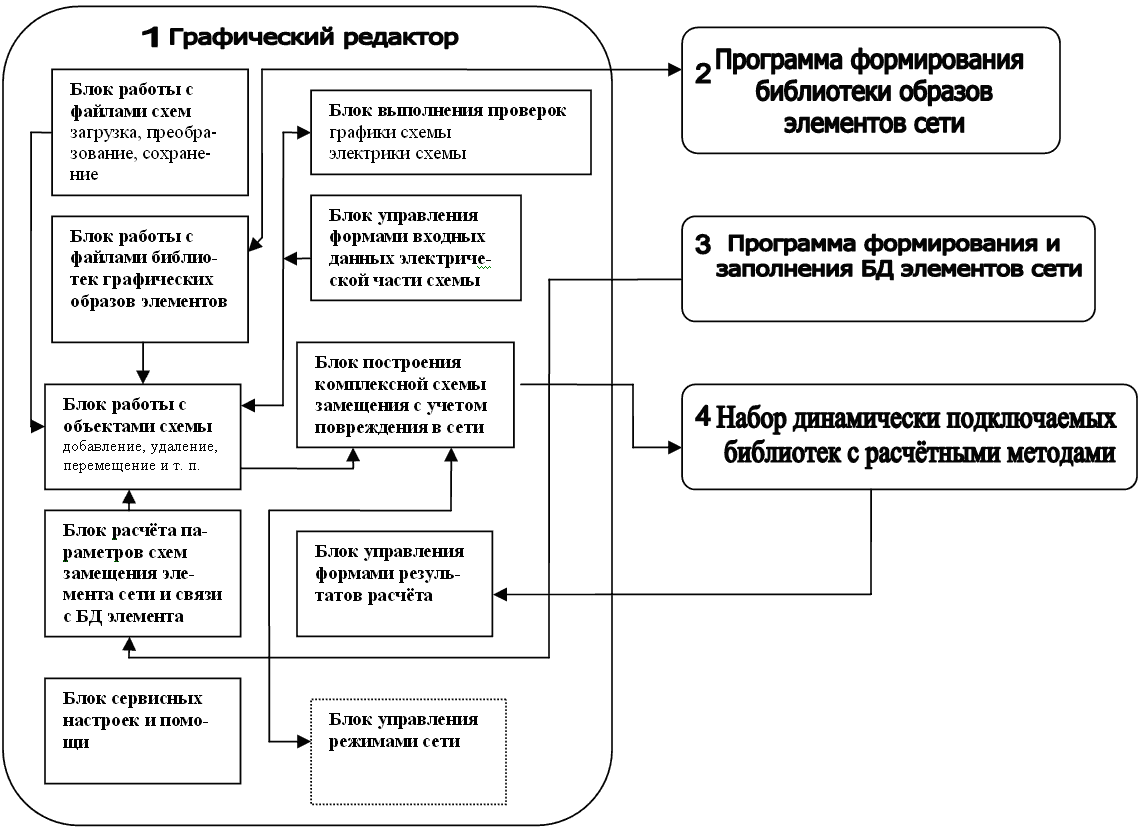 1 Графический редактор
Блок работы с
файлами схем
загрузка, преобра-
зование, сохране-
ние
Блок работы с
файлами библио-
тек графических
образов элементов
Блок работы с
объектами схемы
добавление, удаление,
перемещение и т. п.
Блок расчёта па-
раметров схем
замещения эле-
мента сети и связи
с БД элемента
Блок сервисных
настроек и помо-
щи
Блок выполнения проверок
графики схемы
электрики схемы
Блок управления
формами входных
данных электриче-
ской части схемы
Блок построения
комплексной схемы
замещения с учетом
повреждения в сети
Блок управления
формами резуль-
татов расчёта
Блок управления
режимами сети
2 Программа формирования
библиотеки образов
элементов сети
3 Программа формирования и
заполнения БД элементов сети
4 Набор динамически подключаемых
библиотек с расчётными методами